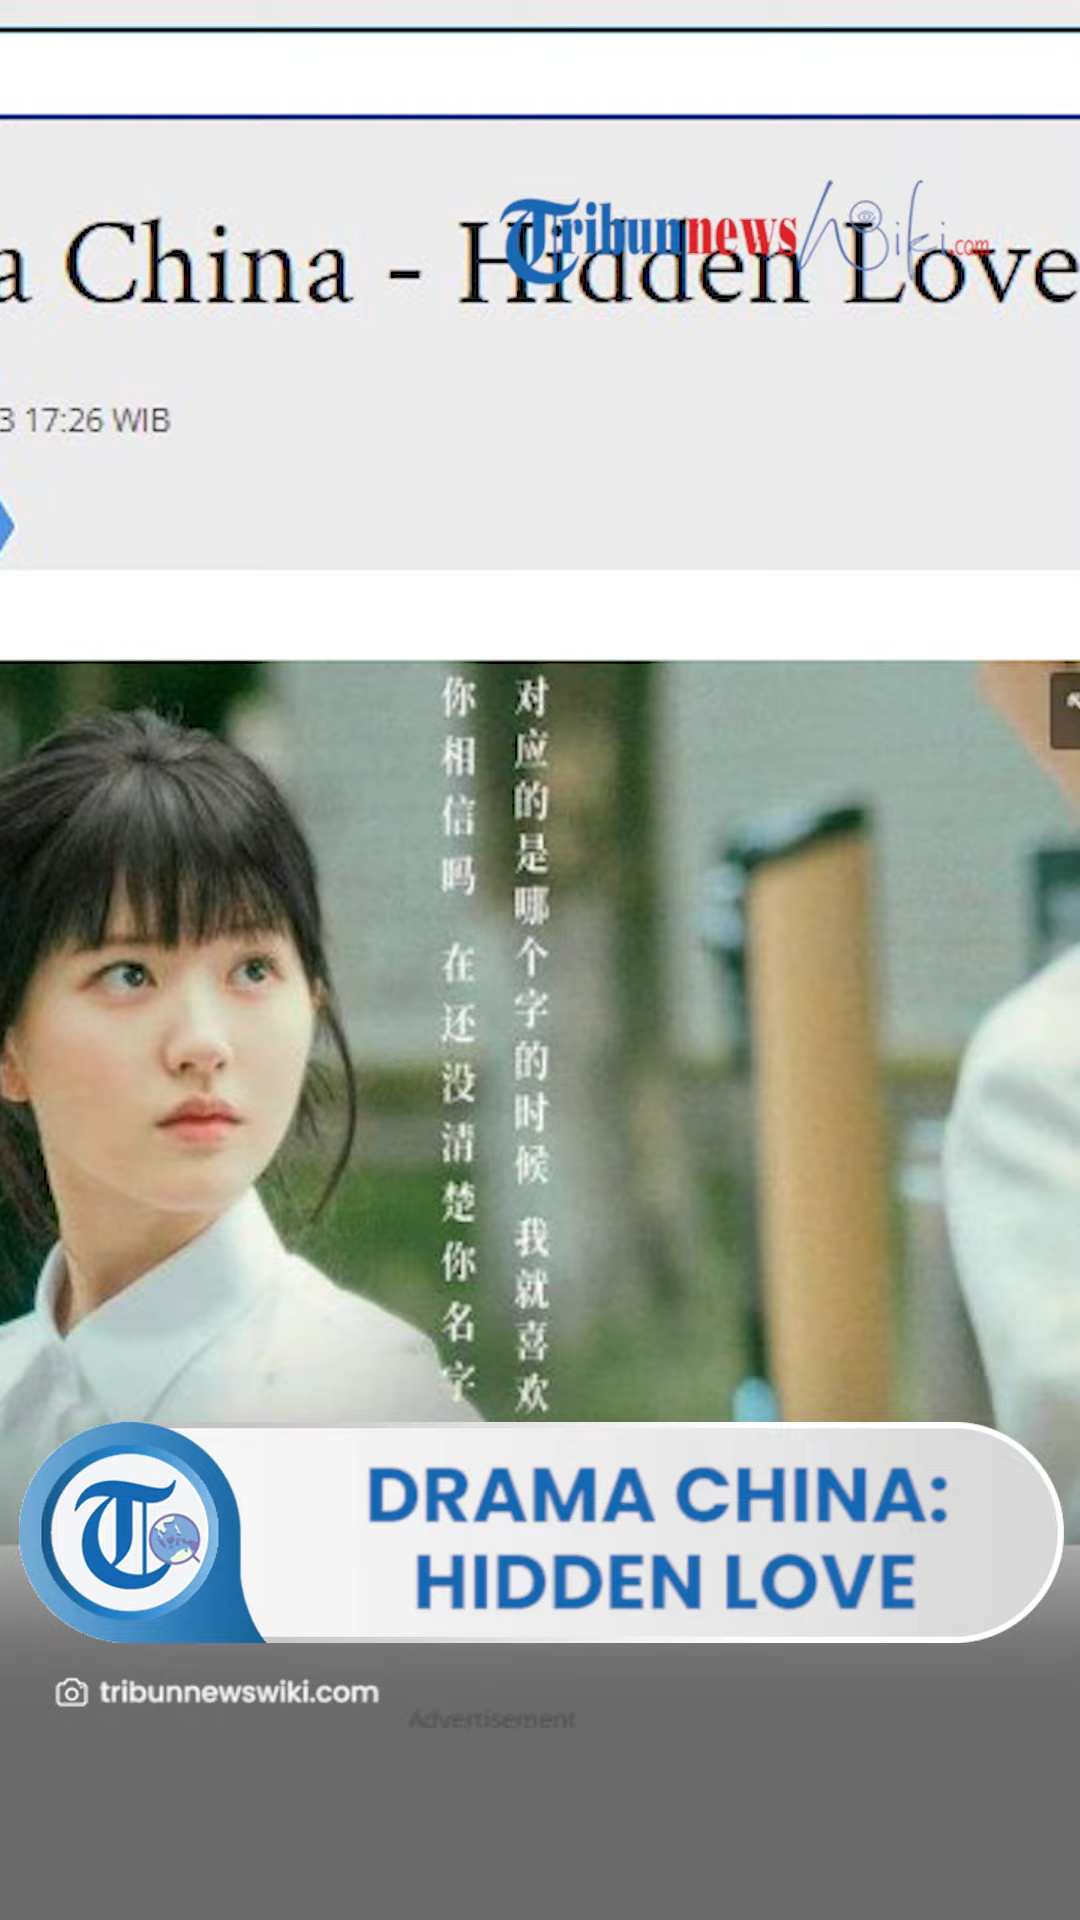 a China - Hidden Love
Tribunnewswiki.com
3 17:26 WIB
你相信吗 在还没清楚你名字
对应的是哪个字的时候 我就喜欢
DRAMA CHINA:
HIDDEN LOVE
tribunnewswiki.com
Advertisement